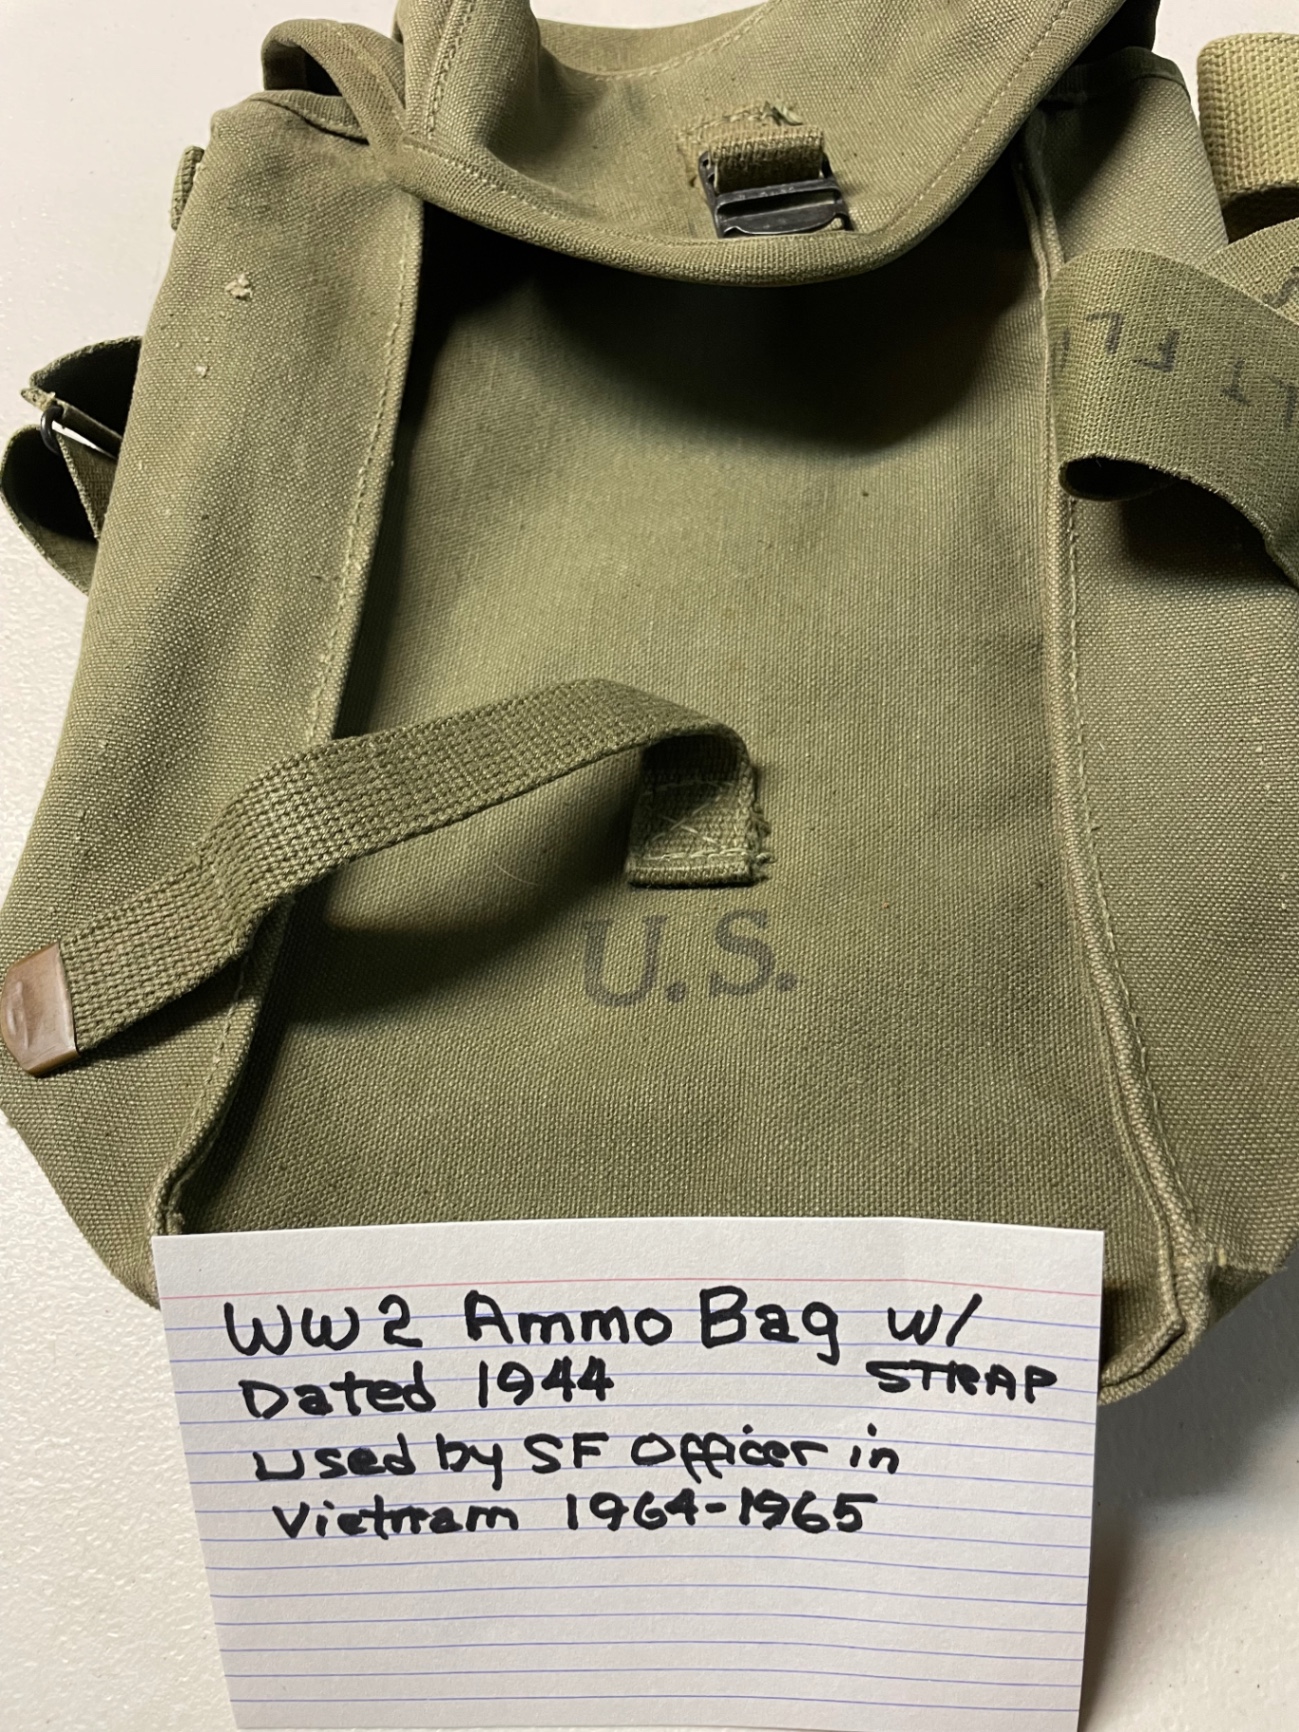 U.S.
WW2 Ammo Bag w/
STRAP
Dated 1944
Used by SF Officer in
Vietnam 1964-1965